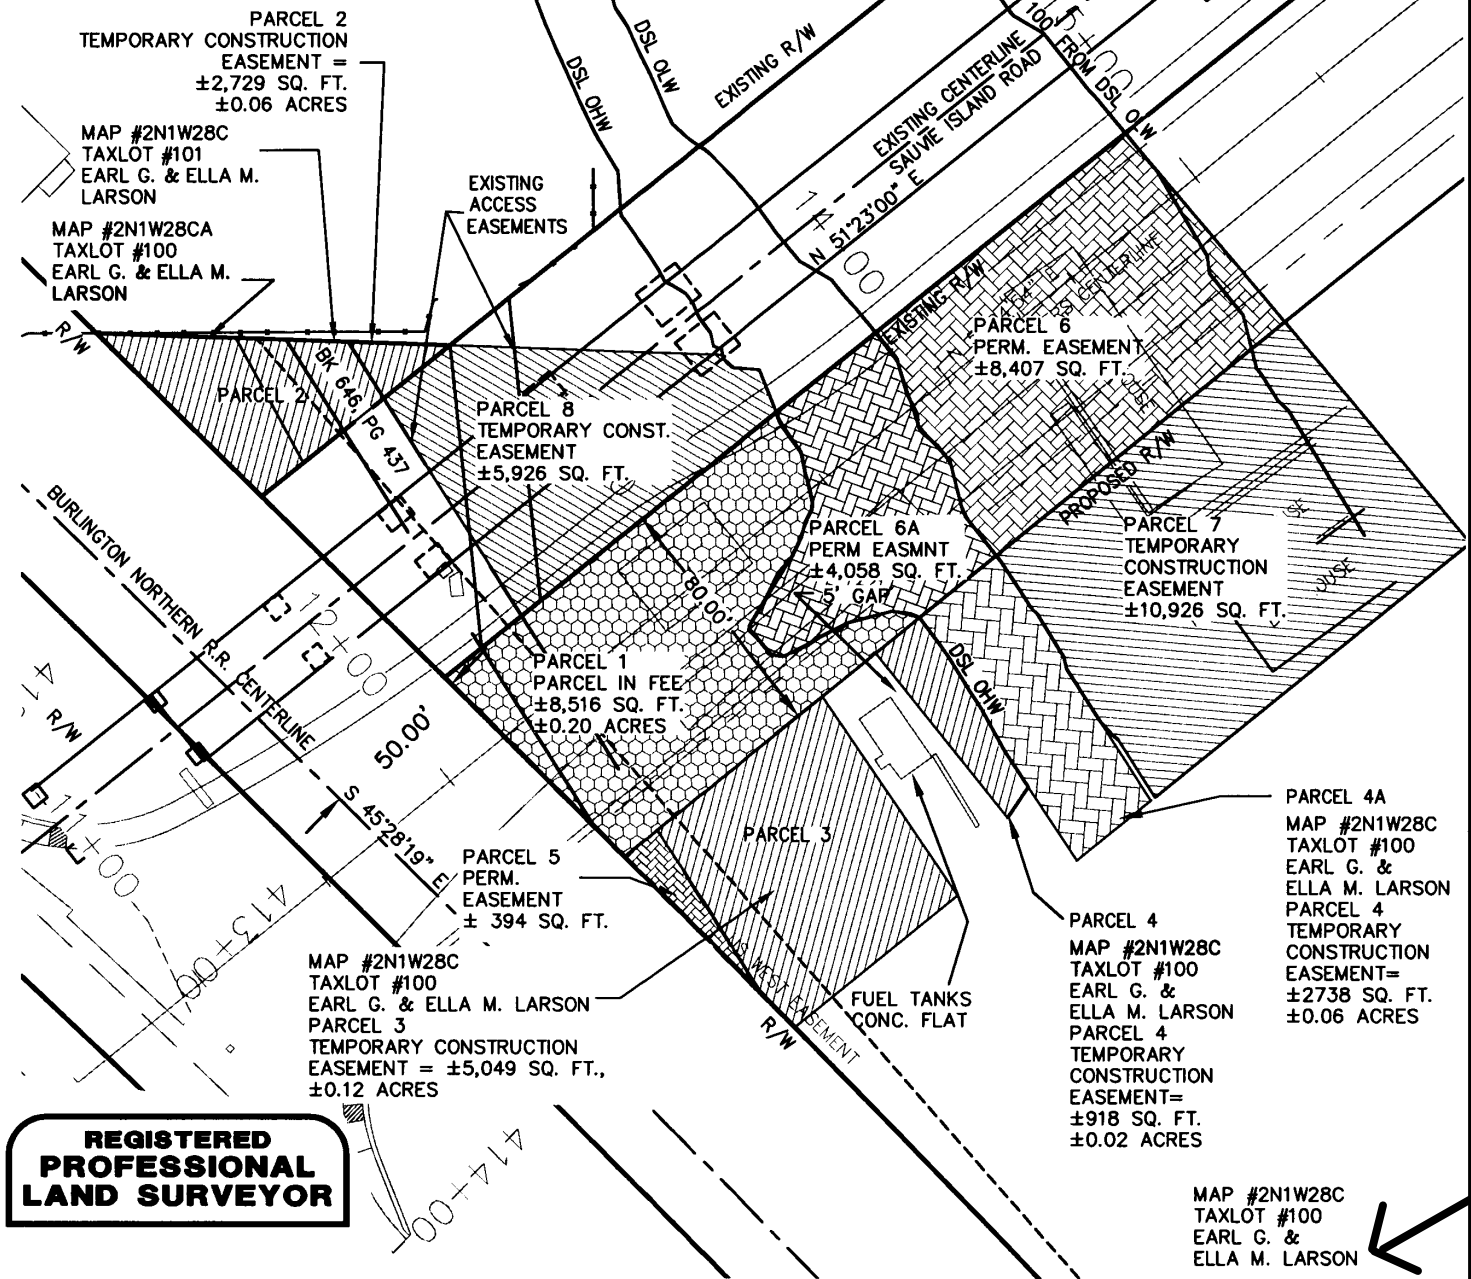 PARCEL 2
TEMPORARY CONSTRUCTION
EASEMENT =
±2,729 SQ. FT.
±0.06 ACRES
MAP #2N1W28C
TAXLOT #101
EARL G. & ELLA M.
LARSON
MAP #2N1W28CA
TAXLOT #100
EARL G. & ELLA M.
LARSON
R/W
EXISTING
ACCESS
EASEMENTS
DSL OHW
DSL OLW
EXISTING R/W
EXISTING CENTERLINE
SAUVIE ISLAND ROAD
N 51°23'00" E
100' FROM DSL OLW
15+00
14+00
EXISTING R/W
PARCEL 2
BK 646, PG 437
PARCEL 8
TEMPORARY CONST.
EASEMENT
±5,926 SQ. FT.
PARCEL 6
PERM. EASEMENT
±8,407 SQ. FT.
CENTERLINE
PROPOSED R/W
PARCEL 6A
PERM EASMNT
±4,058 SQ. FT.
5' GAP
PARCEL 7
TEMPORARY
CONSTRUCTION
EASEMENT
±10,926 SQ. FT.
80.00'
PARCEL 1
PARCEL IN FEE
±8,516 SQ. FT.
±0.20 ACRES
DSL OHW
BURLINGTON NORTHERN R.R. CENTERLINE
S 45°28'19" E
12+00
R/W
50.00'
11+00
413+00
PARCEL 3
PARCEL 5
PERM.
EASEMENT
± 394 SQ. FT.
MAP #2N1W28C
TAXLOT #100
EARL G. & ELLA M. LARSON
PARCEL 3
TEMPORARY CONSTRUCTION
EASEMENT = ±5,049 SQ. FT.,
±0.12 ACRES
US WEST EASEMENT
R/W
FUEL TANKS
CONC. FLAT
PARCEL 4
MAP #2N1W28C
TAXLOT #100
EARL G. &
ELLA M. LARSON
PARCEL 4
TEMPORARY
CONSTRUCTION
EASEMENT=
±918 SQ. FT.
±0.02 ACRES
PARCEL 4A
MAP #2N1W28C
TAXLOT #100
EARL G. &
ELLA M. LARSON
PARCEL 4
TEMPORARY
CONSTRUCTION
EASEMENT=
±2738 SQ. FT.
±0.06 ACRES
414+00
REGISTERED
PROFESSIONAL
LAND SURVEYOR
MAP #2N1W28C
TAXLOT #100
EARL G. &
ELLA M. LARSON